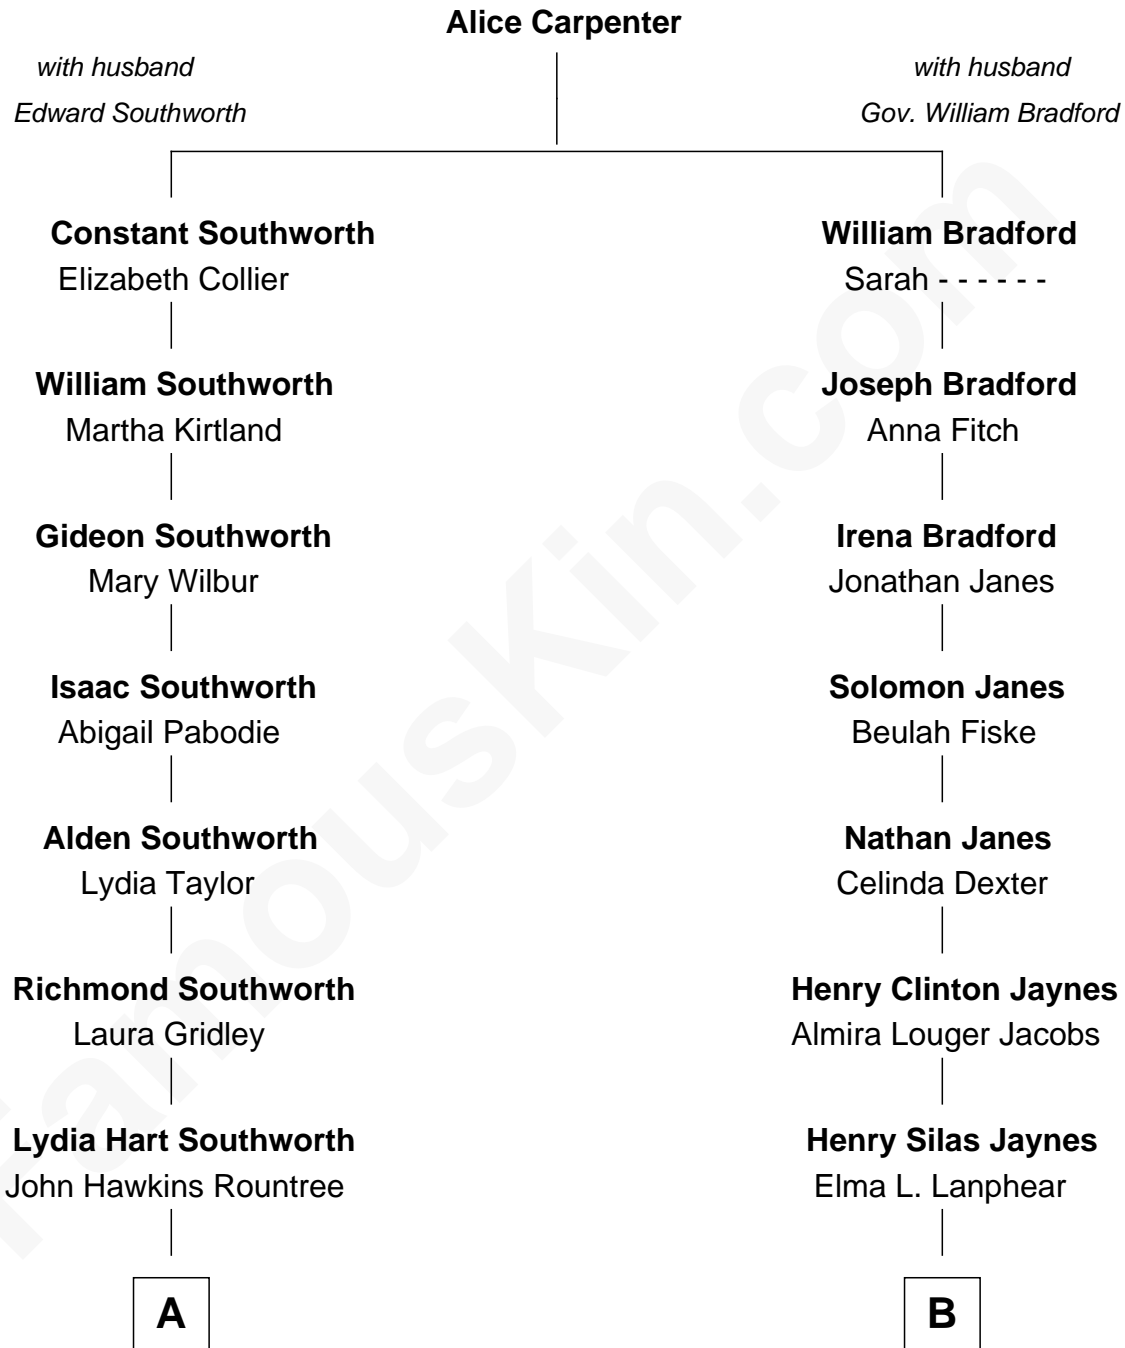 Alice Carpenter
with husband
Edward Southworth
with husband
Gov. William Bradford
Constant Southworth
Elizabeth Collier
William Bradford
Sarah - - - - - -
William Southworth
Martha Kirtland
Joseph Bradford
Anna Fitch
Gideon Southworth
Mary Wilbur
Irena Bradford
Jonathan Janes
Isaac Southworth
Abigail Pabodie
Solomon Janes
Beulah Fiske
Alden Southworth
Lydia Taylor
Nathan Janes
Celinda Dexter
Richmond Southworth
Laura Gridley
Henry Clinton Jaynes
Almira Louger Jacobs
Lydia Hart Southworth
John Hawkins Rountree
Henry Silas Jaynes
Elma L. Lanphear
A
B
FamousKin.com